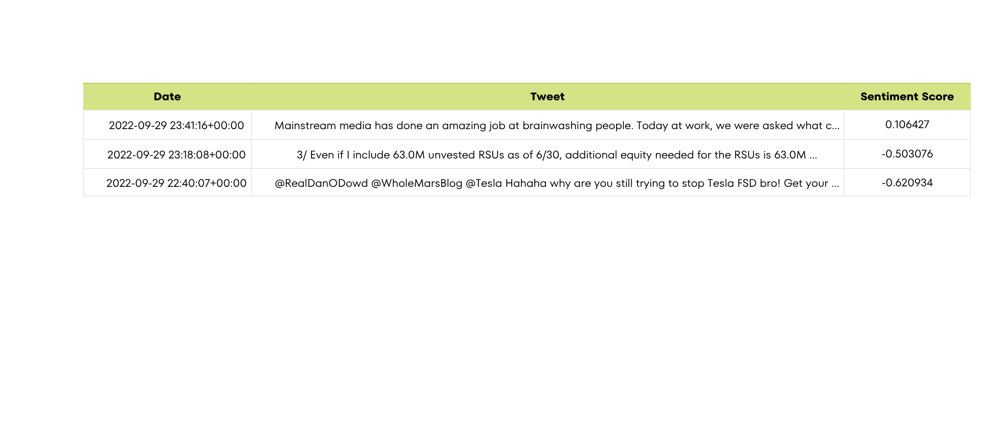 Date Tweet Sentiment Score
2022-09-29 23:41:16+00:00 Mainstream media has done an amazing job at brainwashing people. Today at work, we were asked what c... 0.106427
2022-09-29 23:18:08+00:00 3/ Even if I include 63.0M unvested RSUs as of 6/30, additional equity needed for the RSUs is 63.0M ... -0.503076
2022-09-29 22:40:07+00:00 @RealDanODowd @WholeMarsBlog @Tesla Hahaha why are you still trying to stop Tesla FSD bro! Get your ... -0.620934